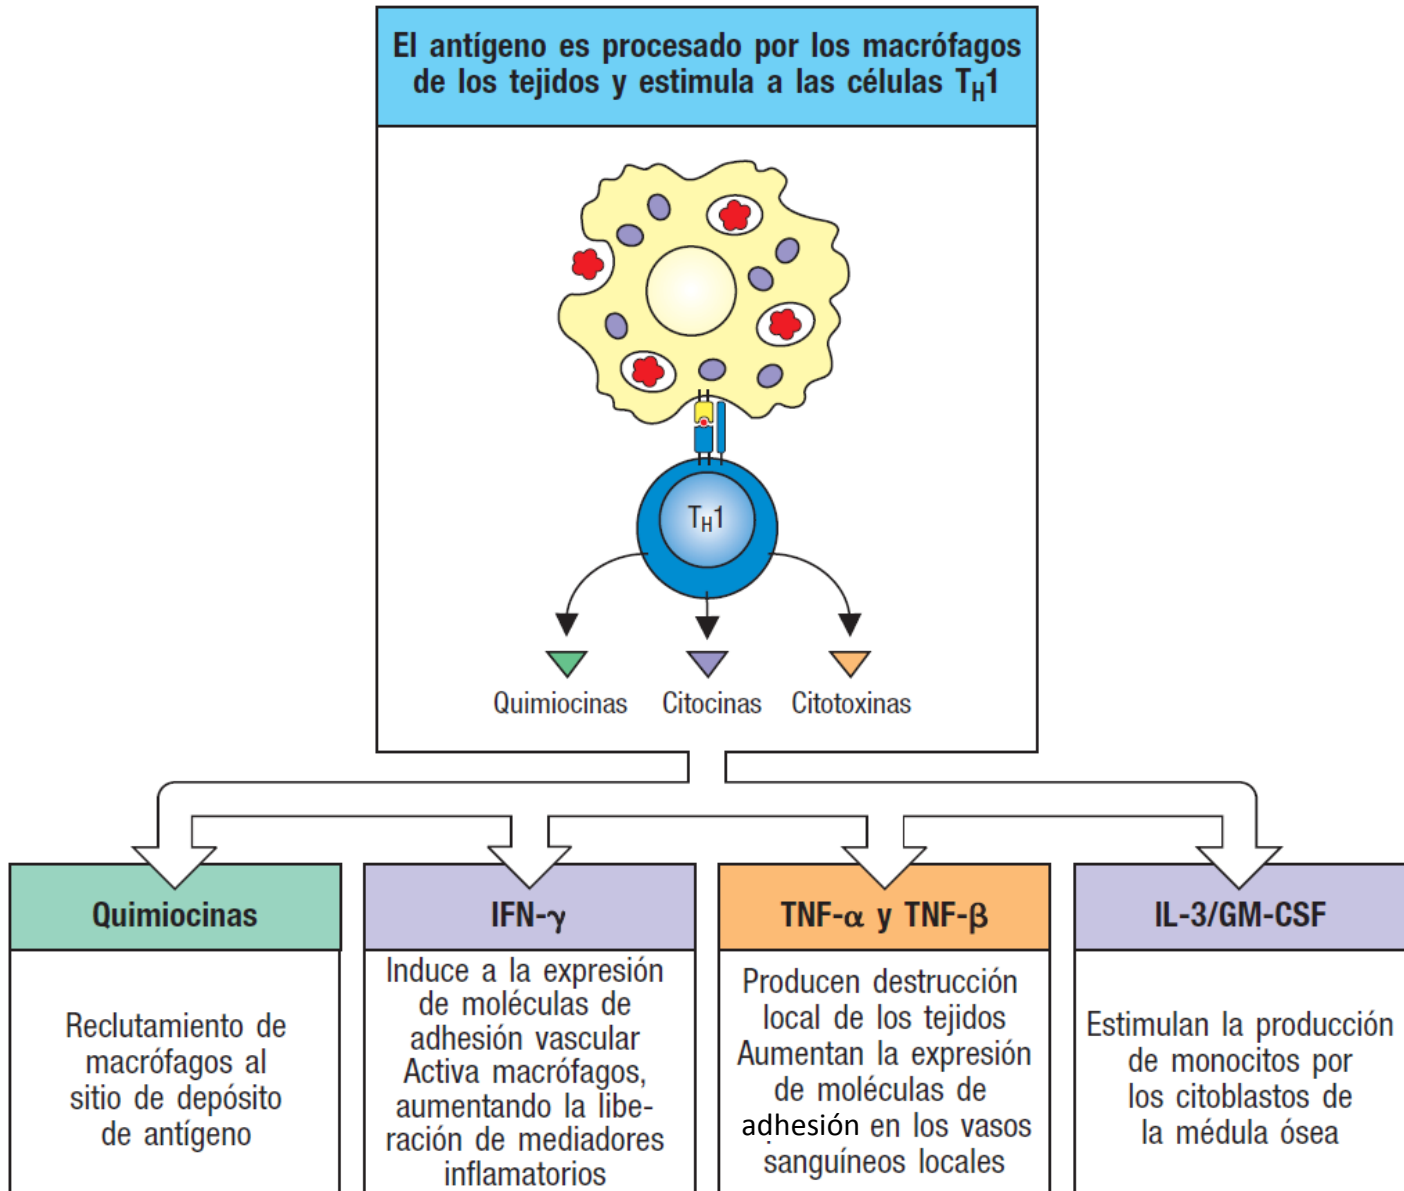 El antígeno es procesado por los macrófagos
de los tejidos y estimula a las células TH1
TH1
Quimiocinas
Citocinas
Citotoxinas
Quimiocinas
Reclutamiento de
macrófagos al
sitio de depósito
de antígeno
IFN-γ
Induce a la expresión
de moléculas de
adhesión vascular
Activa macrófagos,
aumentando la libe-
ración de mediadores
inflamatorios
TNF-α y TNF-β
Producen destrucción
local de los tejidos
Aumentan la expresión
de moléculas de
adhesión en los vasos
sanguíneos locales
IL-3/GM-CSF
Estimulan la producción
de monocitos por
los citoblastos de
la médula ósea